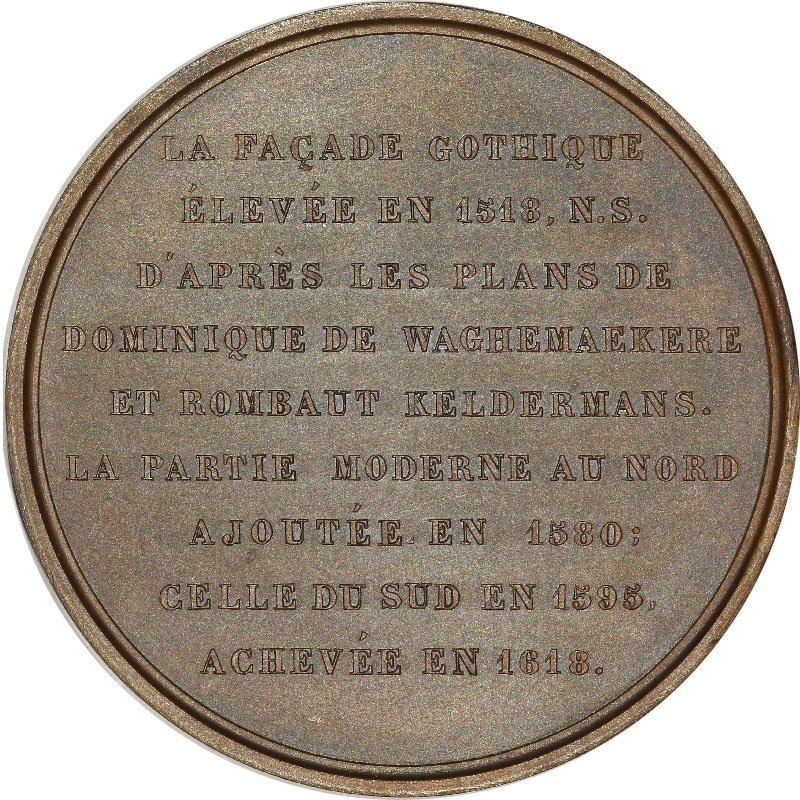 LA FAÇADE GOTHIQUE
ÉLEVÉE EN 1518, N.S.
D'APRÈS LES PLANS DE
DOMINIQUE DE WAGHEMAEKERE
ET ROMBAUT KELDERMANS.
LA PARTIE MODERNE AU NORD
AJOUTÉE EN 1580;
CELLE DU SUD EN 1595,
ACHEVÉE EN 1618.